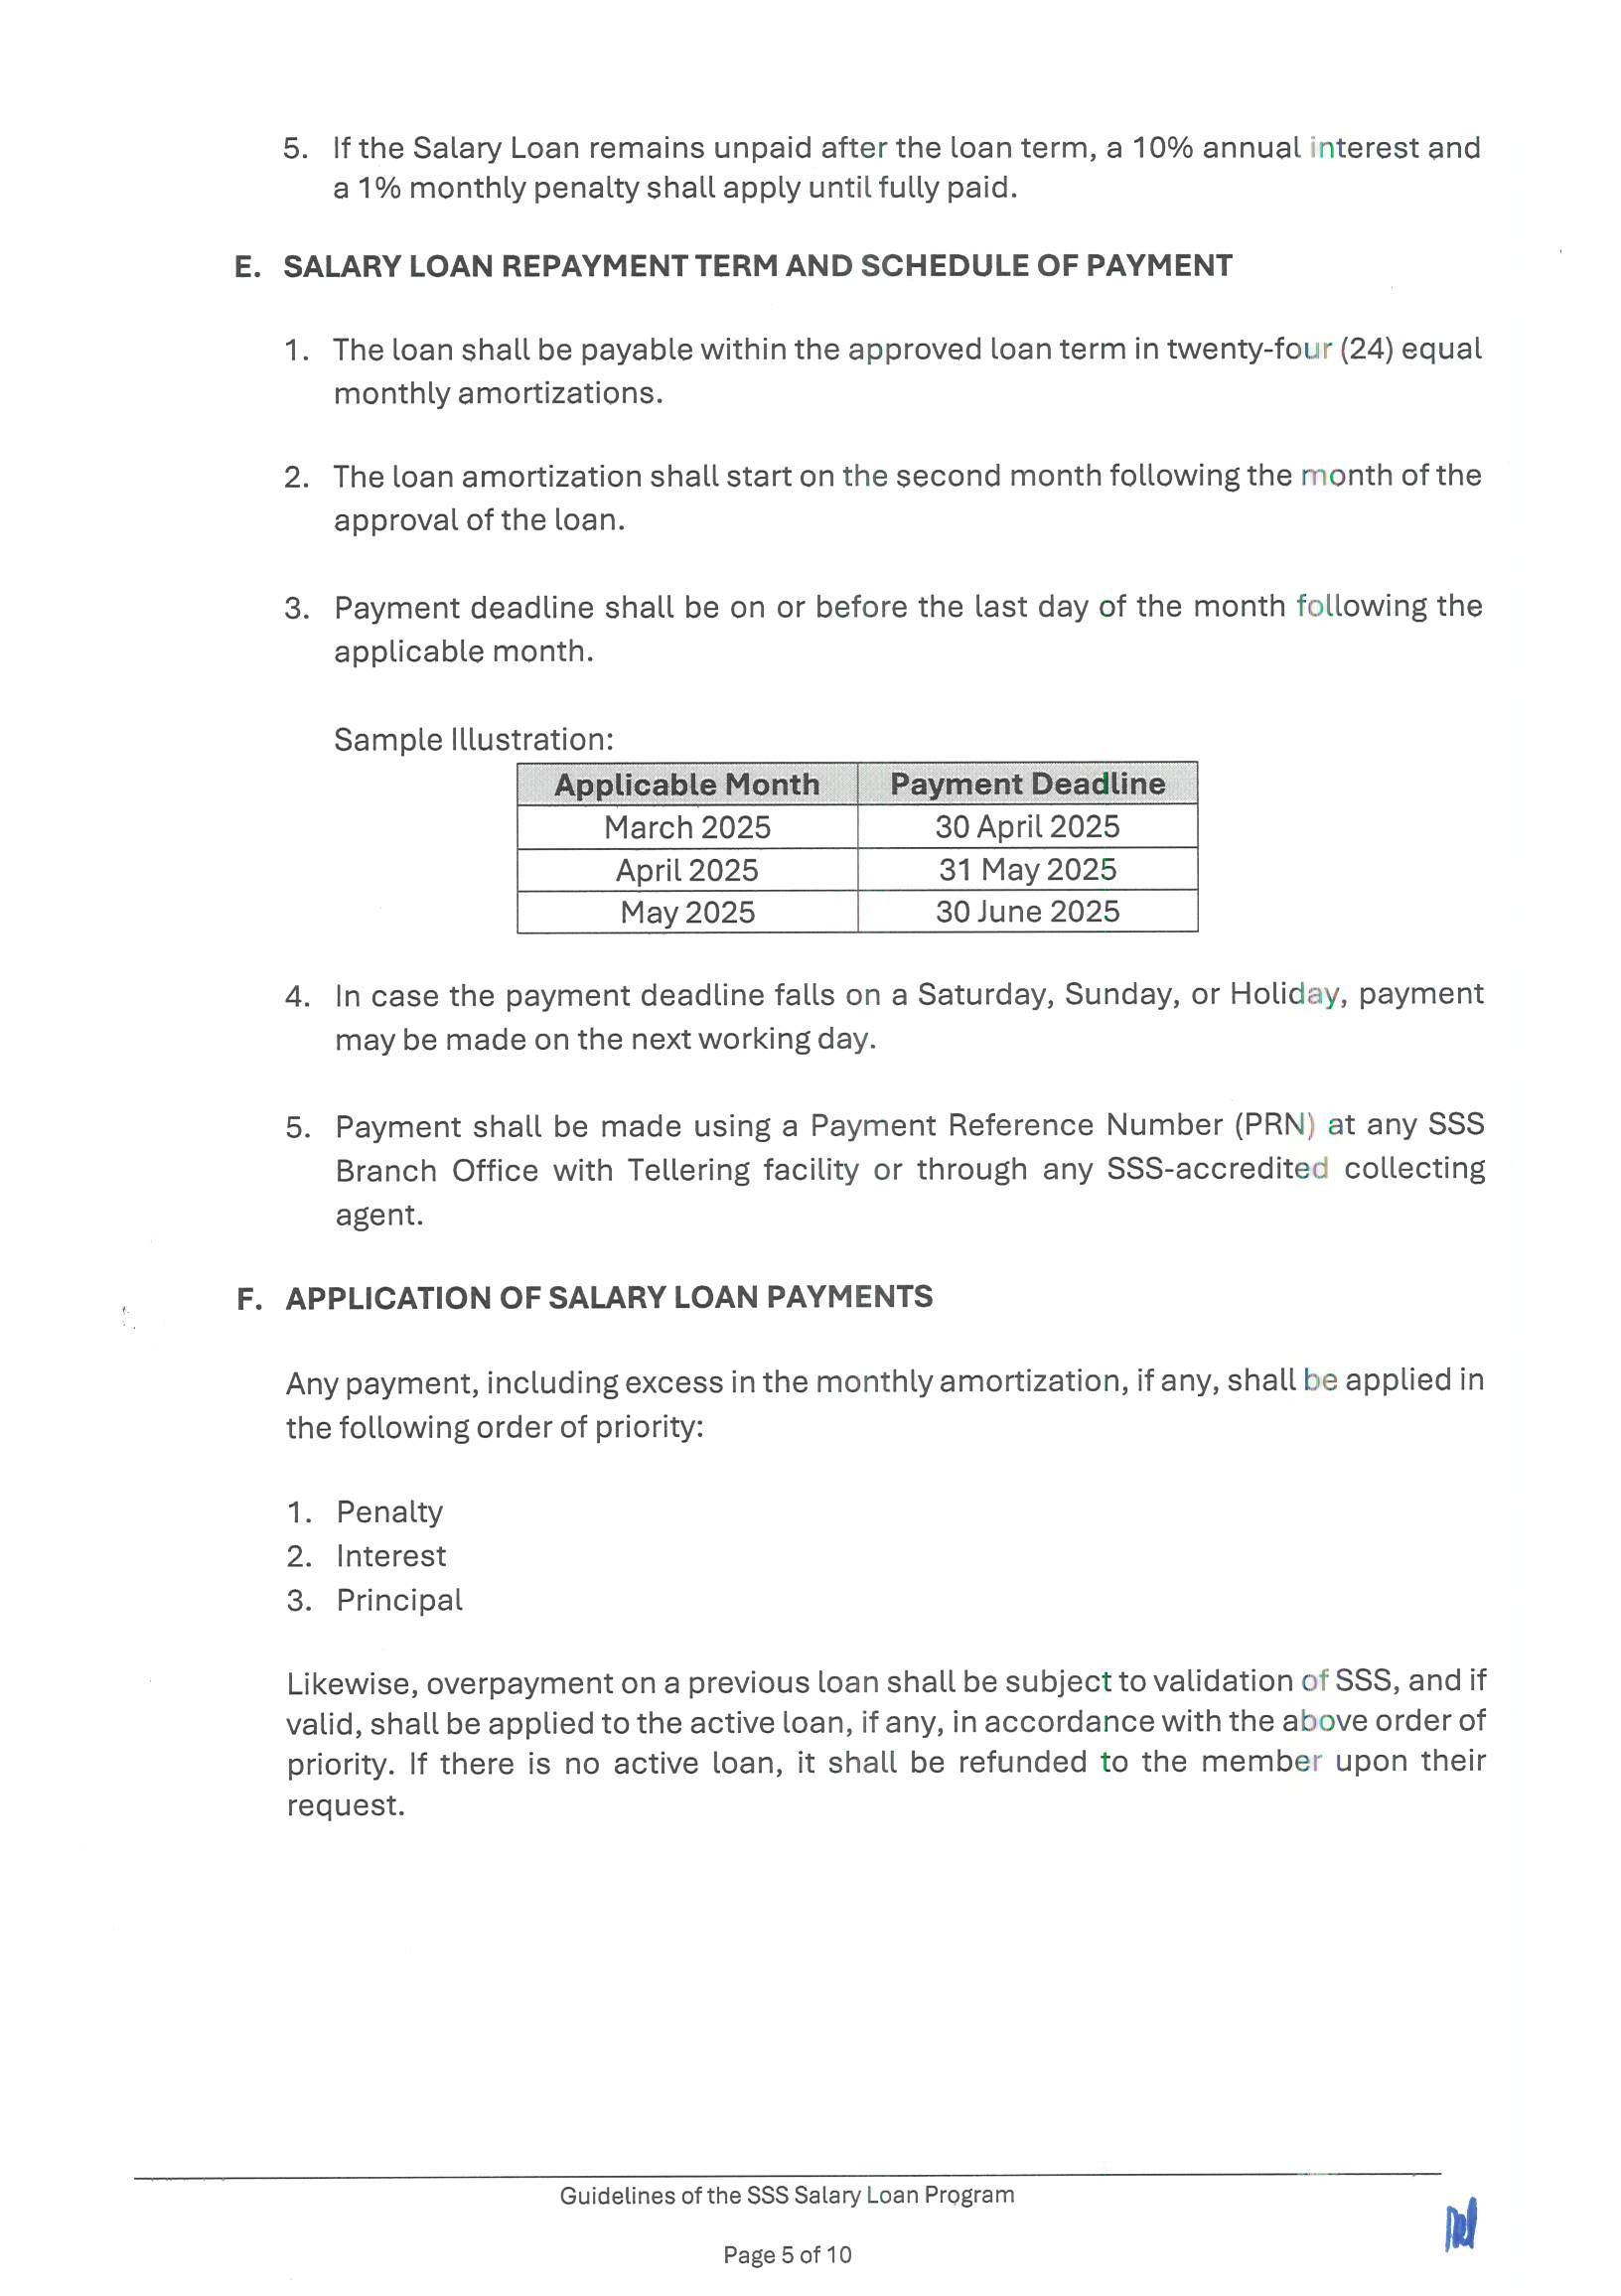 5. If the Salary Loan remains unpaid after the loan term, a 10% annual interest and
a 1% monthly penalty shall apply until fully paid.
E. SALARY LOAN REPAYMENT TERM AND SCHEDULE OF PAYMENT
1. The loan shall be payable within the approved loan term in twenty-four (24) equal
monthly amortizations.
2. The loan amortization shall start on the second month following the month of the
approval of the loan.
3. Payment deadline shall be on or before the last day of the month following the
applicable month.
Sample Illustration:
Applicable Month Payment Deadline
March 2025 30 April 2025
April 2025 31 May 2025
May 2025 30 June 2025
4. In case the payment deadline falls on a Saturday, Sunday, or Holiday, payment
may be made on the next working day.
5. Payment shall be made using a Payment Reference Number (PRN) at any SSS
Branch Office with Tellering facility or through any SSS-accredited collecting
agent.
F. APPLICATION OF SALARY LOAN PAYMENTS
Any payment, including excess in the monthly amortization, if any, shall be applied in
the following order of priority:
1. Penalty
2. Interest
3. Principal
Likewise, overpayment on a previous loan shall be subject to validation of SSS, and if
valid, shall be applied to the active loan, if any, in accordance with the above order of
priority. If there is no active loan, it shall be refunded to the member upon their
request.
Guidelines of the SSS Salary Loan Program
Page 5 of 10